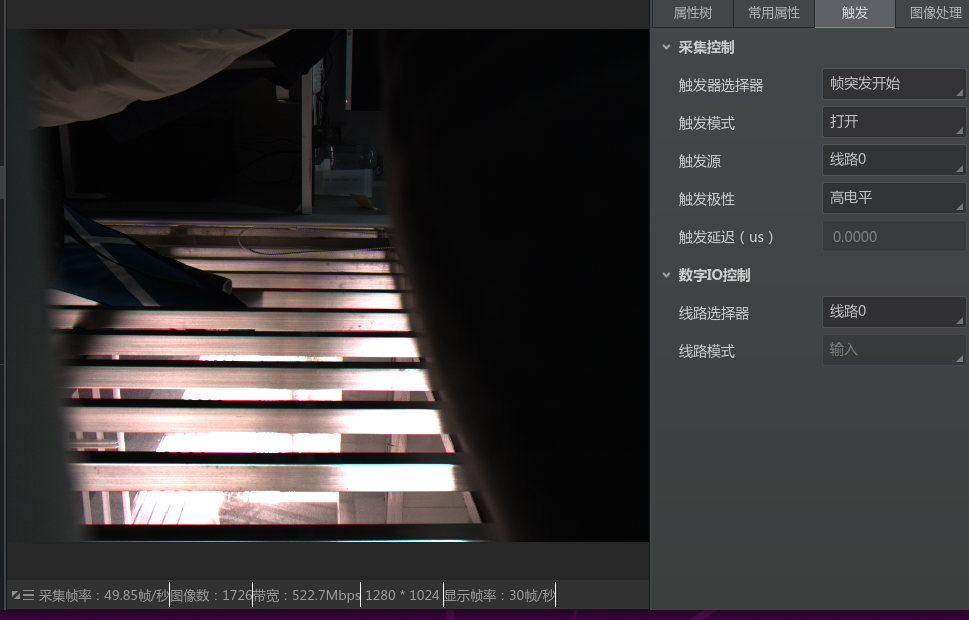 属性树 常用属性 触发 图像处理
采集控制
触发器选择器 帧突发开始
触发模式 打开
触发源 线路0
触发极性 高电平
触发延迟（us） 0.0000
数字IO控制
线路选择器 线路0
线路模式 输入
采集帧率：49.85帧/秒 图像数：1726 带宽：522.7Mbps 1280 * 1024 显示帧率：30帧/秒